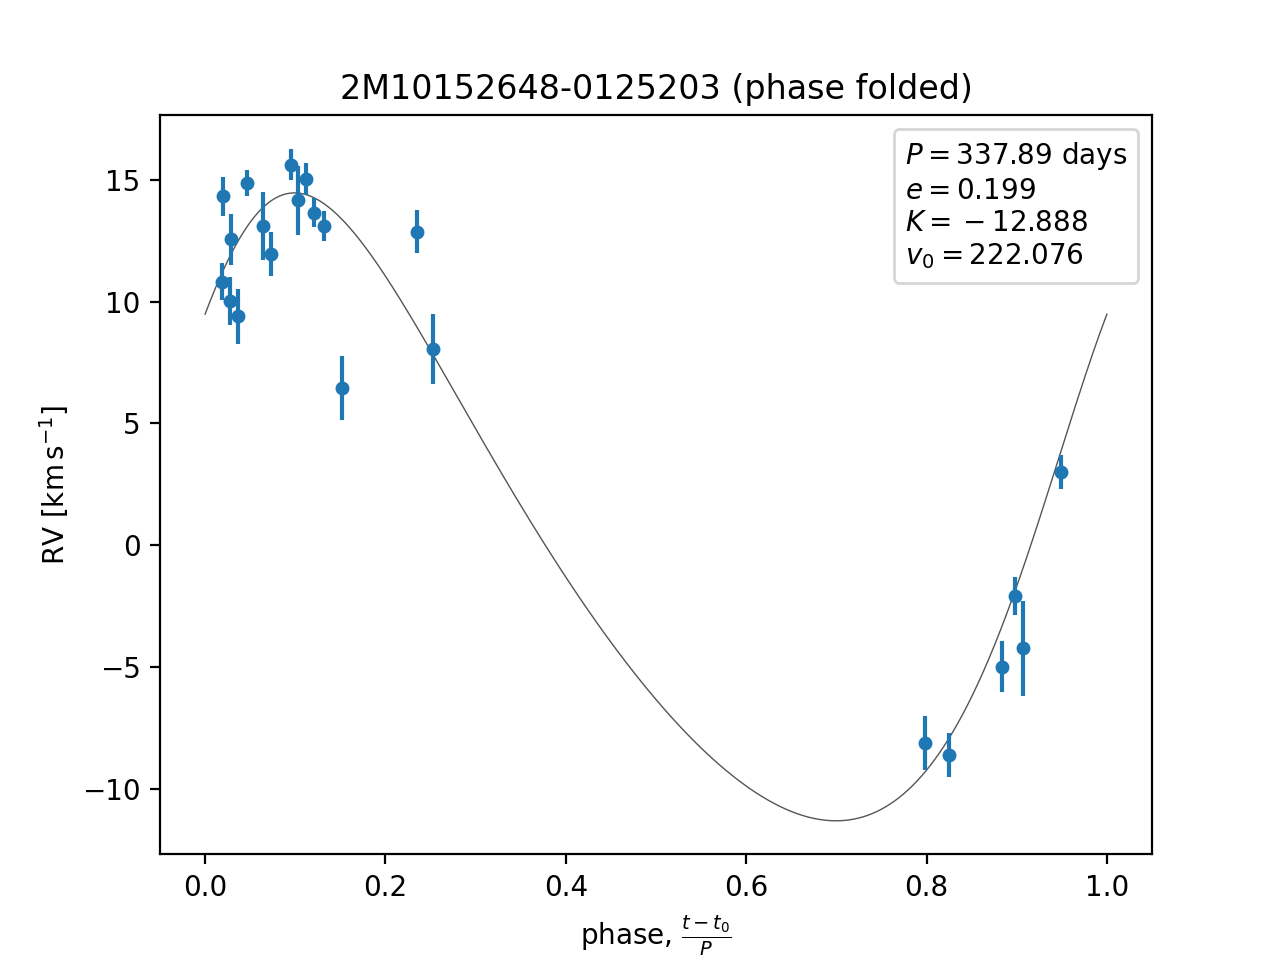 2M10152648-0125203 (phase folded)
P = 337.89 days
e = 0.199
K = −12.888
v₀ = 222.076
15
10
5
0
−5
−10
RV [km s⁻¹]
0.0 0.2 0.4 0.6 0.8 1.0
phase, (t − t₀)/P